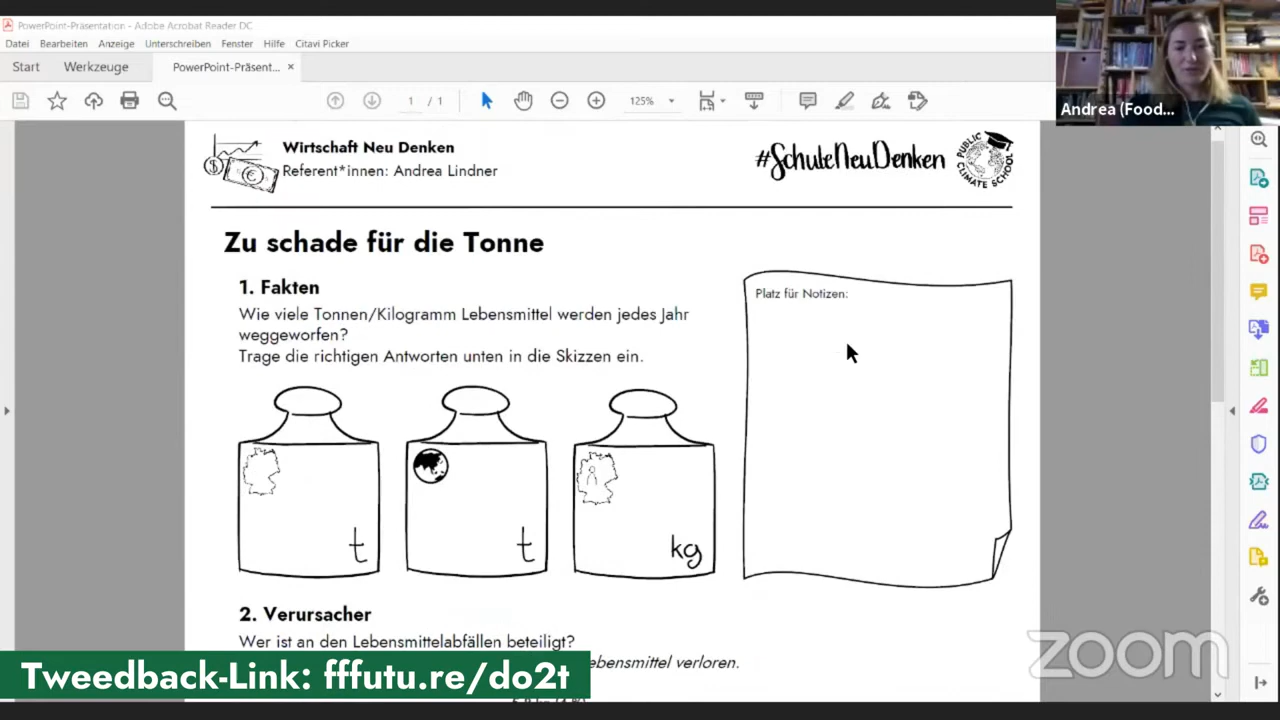 PowerPoint-Präsentation - Adobe Acrobat Reader DC
Datei Bearbeiten Anzeige Unterschreiben Fenster Hilfe Citavi Picker
Start Werkzeuge PowerPoint-Präsent... ×
1 / 1 125%
Andrea (Food...
Wirtschaft Neu Denken
Referent*innen: Andrea Lindner
#SchuleNeuDenken
PUBLIC CLIMATE SCHOOL
Zu schade für die Tonne
1. Fakten
Wie viele Tonnen/Kilogramm Lebensmittel werden jedes Jahr
weggeworfen?
Trage die richtigen Antworten unten in die Skizzen ein.
t
t
kg
Platz für Notizen:
2. Verursacher
Wer ist an den Lebensmittelabfällen beteiligt?
ebensmittel verloren.
Tweedback-Link: fffutu.re/do2t
zoom